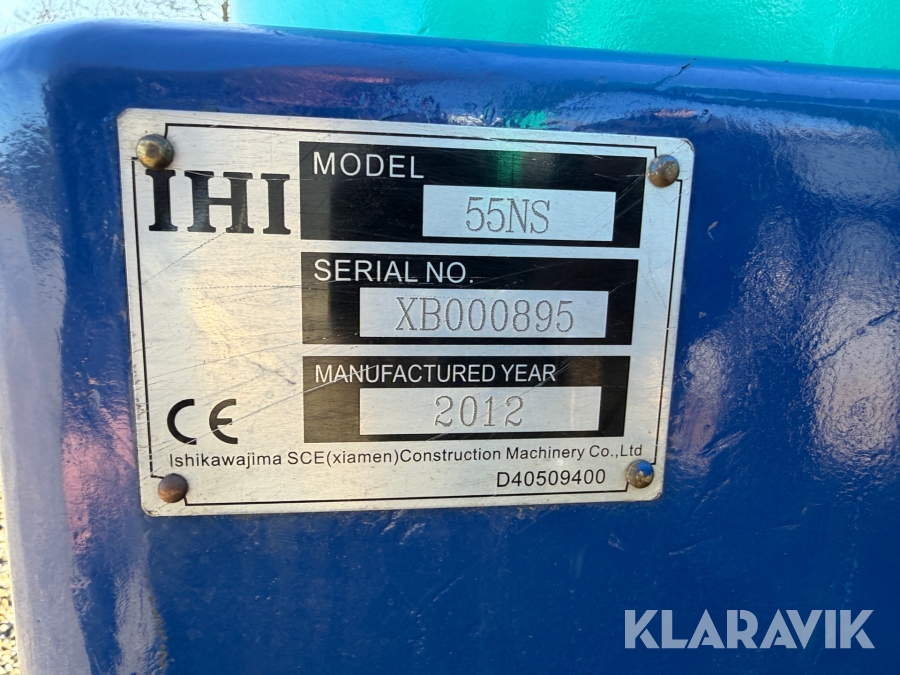 IHI
MODEL
55NS
SERIAL NO.
XB000895
MANUFACTURED YEAR
2012
CE
Ishikawajima SCE(xiamen)Construction Machinery Co.,Ltd
D40509400
KLARAVIK